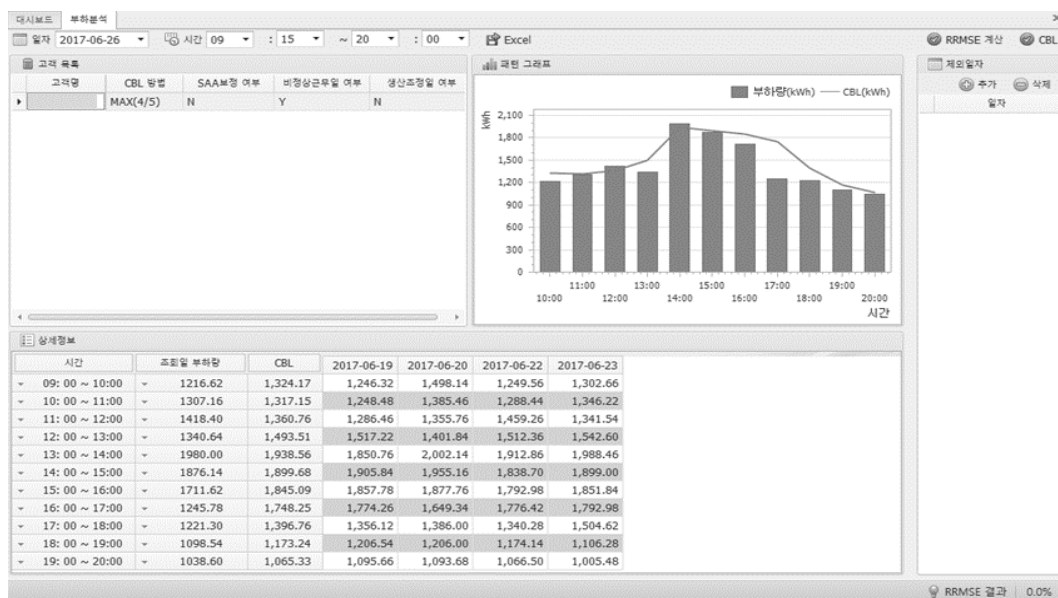 대시보드 부하분석
일자 2017-06-26 시간 09 : 15 ~ 20 : 00 Excel RRMSE 계산 CBL
고객 목록
고객명 CBL 방법 SAA보정 여부 비정상근무일 여부 생산조정일 여부
MAX(4/5) N Y N
패턴 그래프
부하량(kWh) CBL(kWh)
kWh
2,100
1,800
1,500
1,200
900
600
300
0
11:00 13:00 15:00 17:00 19:00
10:00 12:00 14:00 16:00 18:00 20:00
시간
제외일자
추가 삭제
일자
상세정보
시간 조회일 부하량 CBL 2017-06-19 2017-06-20 2017-06-22 2017-06-23
09: 00 ~ 10:00 1216.62 1,324.17 1,246.32 1,498.14 1,249.56 1,302.66
10: 00 ~ 11:00 1307.16 1,317.15 1,248.48 1,385.46 1,288.44 1,346.22
11: 00 ~ 12:00 1418.40 1,360.76 1,286.46 1,355.76 1,459.26 1,341.54
12: 00 ~ 13:00 1340.64 1,493.51 1,517.22 1,401.84 1,512.36 1,542.60
13: 00 ~ 14:00 1980.00 1,938.56 1,850.76 2,002.14 1,912.86 1,988.46
14: 00 ~ 15:00 1876.14 1,899.68 1,905.84 1,955.16 1,838.70 1,899.00
15: 00 ~ 16:00 1711.62 1,845.09 1,857.78 1,877.76 1,792.98 1,851.84
16: 00 ~ 17:00 1245.78 1,748.25 1,774.26 1,649.34 1,776.42 1,792.98
17: 00 ~ 18:00 1221.30 1,396.76 1,356.12 1,386.00 1,340.28 1,504.62
18: 00 ~ 19:00 1098.54 1,173.24 1,206.54 1,206.00 1,174.14 1,106.28
19: 00 ~ 20:00 1038.60 1,065.33 1,095.66 1,093.68 1,066.50 1,005.48
RRMSE 결과 0.0%